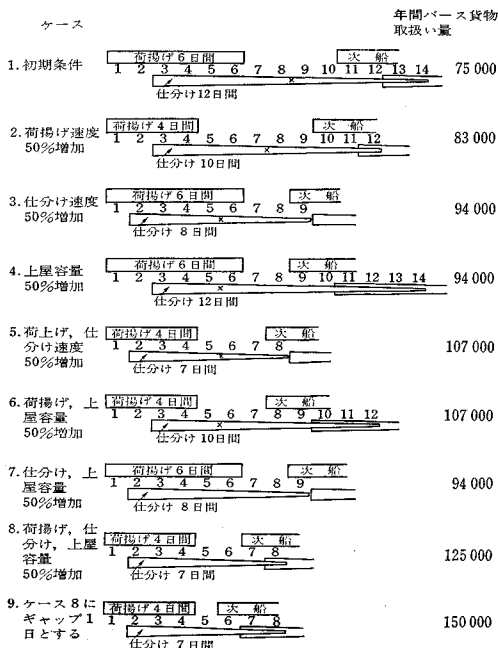 ケース
年間バース貨物
取扱い量
荷揚げ6日間 次船
1.初期条件 1 2 3 4 5 6 7 8 9 10 11 12 13 14 75 000
仕分け12日間
2.荷揚げ速度
50%増加
荷揚げ4日間 次船
1 2 3 4 5 6 7 8 9 10 11 12 83 000
仕分け10日間
3.仕分け速度
50%増加
荷揚げ6日間 次船
1 2 3 4 5 6 7 8 9 94 000
仕分け 8日間
4.上屋容量
50%増加
荷揚げ6日間 次船
1 2 3 4 5 6 7 8 9 10 11 12 13 14 94 000
仕分け12日間
5.荷上げ,仕
分け速度
50%増加
荷揚げ4日間 次船
1 2 3 4 5 6 7 8 107 000
仕分け 7日間
6.荷揚げ,上
屋容量
50%増加
荷揚げ4日間 次船
1 2 3 4 5 6 7 8 9 10 11 12 107 000
仕分け10日間
7.仕分け,上
屋容量
50%増加
荷揚げ6日間 次船
1 2 3 4 5 6 7 8 9 94 000
仕分け 8日間
8.荷揚げ,仕
分け,上屋
容量
50%増加
荷揚げ4日間 次船
1 2 3 4 5 6 7 8 125 000
仕分け 7日間
9.ケース8に
ギャップ1
日とする
荷揚げ4日間 次船
1 2 3 4 5 6 7 8 150 000
仕分け 7日間